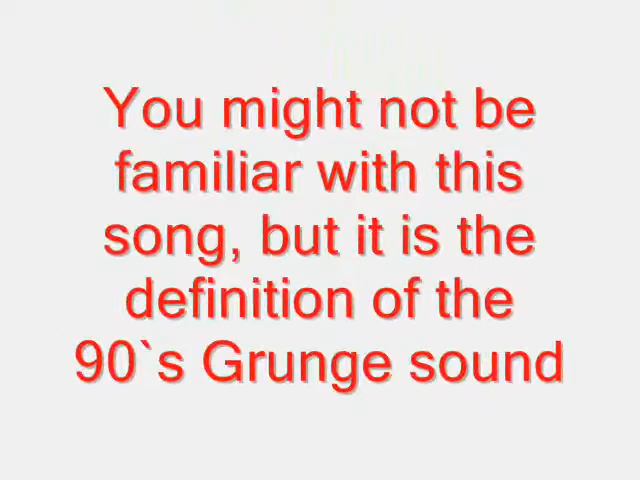 You might not be
familiar with this
song, but it is the
definition of the
90`s Grunge sound